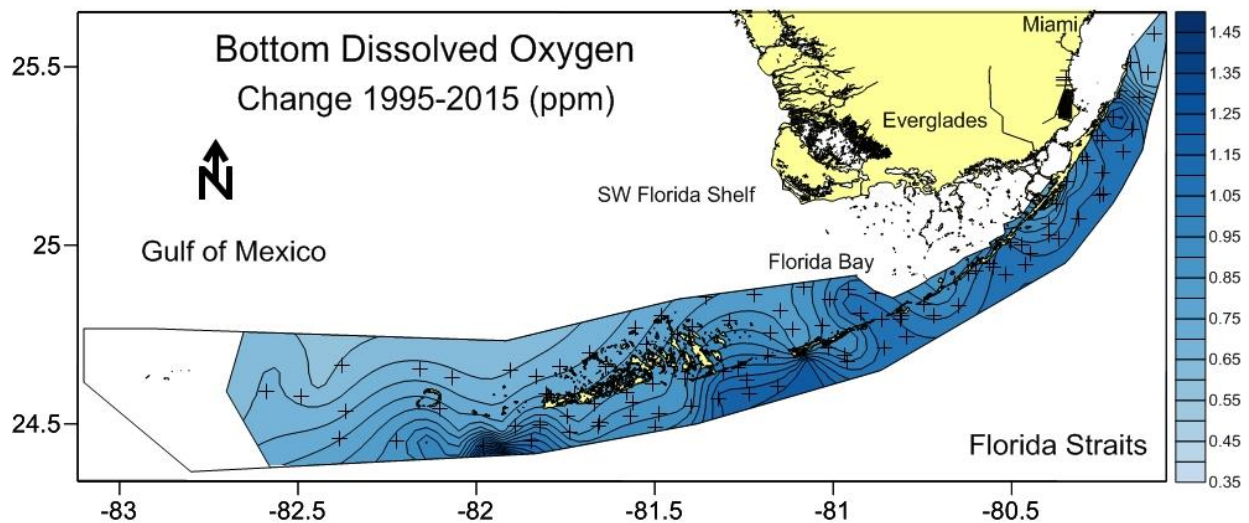 Bottom Dissolved Oxygen
Change 1995-2015 (ppm)
N
Miami
Everglades
SW Florida Shelf
Gulf of Mexico
Florida Bay
Florida Straits
25.5
25
24.5
-83
-82.5
-82
-81.5
-81
-80.5
1.45
1.35
1.25
1.15
1.05
0.95
0.85
0.75
0.65
0.55
0.45
0.35